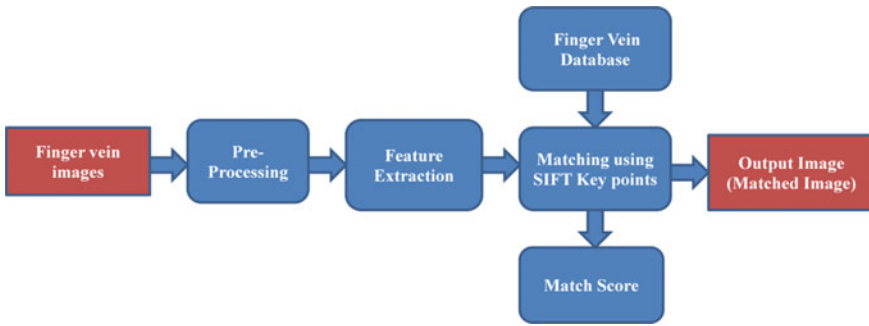 Finger Vein
Database
Finger vein
images
Pre-
Processing
Feature
Extraction
Matching using
SIFT Key points
Output Image
(Matched Image)
Match Score